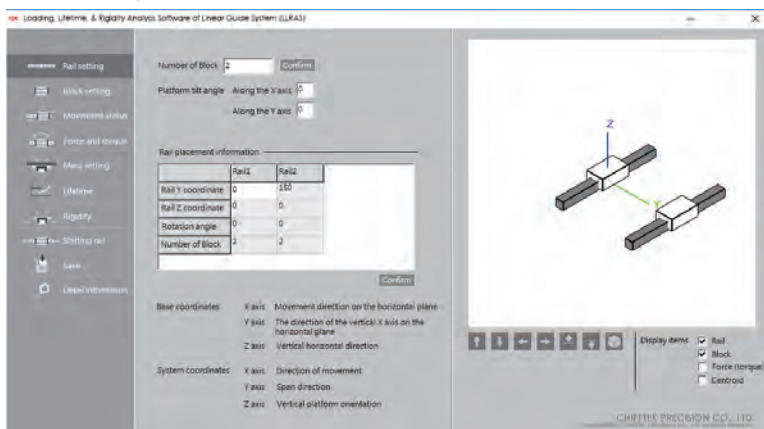 Loading, Lifetime, & Rigidity Analysis Software of Linear Guide System (LLRAS)
Rail setting
Block setting
Movement status
Force and torque
Mass setting
Lifetime
Rigidity
Shifting rail
Save
Detail information
Number of Block 2 Confirm
Platform tilt angle Along the X axis 0
Along the Y axis 0
Rail placement information
Rail1 Rail2
Rail Y coordinate 0 150
Rail Z coordinate 0 0
Rotation angle 0 0
Number of Block 2 2
Confirm
Base coordinates X axis Movement direction on the horizontal plane
Y axis The direction of the vertical X axis on the
horizontal plane
Z axis Vertical horizontal direction
System coordinates X axis Direction of movement
Y axis Span direction
Z axis Vertical platform orientation
Z
Y
Display items Rail
Block
Force (torque
Centroid
CHIEFTEK PRECISION CO., LTD.